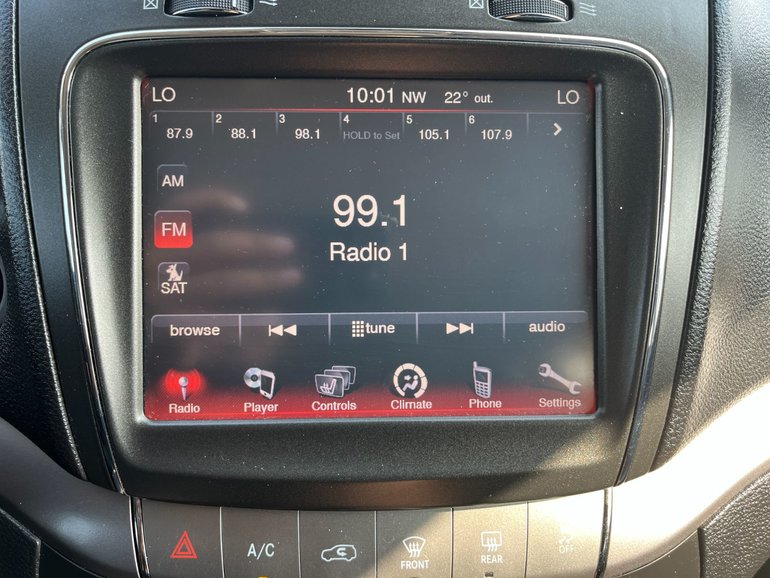 LO 10:01 NW 22° out. LO
1 2 3 4 5 6
87.9 88.1 98.1 HOLD to Set 105.1 107.9 >
AM
99.1
FM
Radio 1
SAT
browse tune audio
Radio Player Controls Climate Phone Settings
A/C FRONT REAR OFF